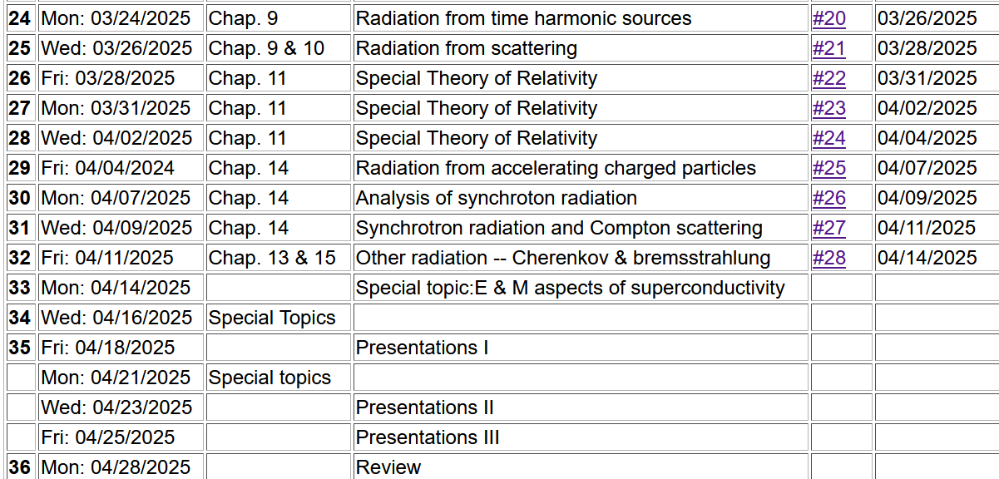 24 Mon: 03/24/2025 Chap. 9 Radiation from time harmonic sources #20 03/26/2025
25 Wed: 03/26/2025 Chap. 9 & 10 Radiation from scattering #21 03/28/2025
26 Fri: 03/28/2025 Chap. 11 Special Theory of Relativity #22 03/31/2025
27 Mon: 03/31/2025 Chap. 11 Special Theory of Relativity #23 04/02/2025
28 Wed: 04/02/2025 Chap. 11 Special Theory of Relativity #24 04/04/2025
29 Fri: 04/04/2024 Chap. 14 Radiation from accelerating charged particles #25 04/07/2025
30 Mon: 04/07/2025 Chap. 14 Analysis of synchroton radiation #26 04/09/2025
31 Wed: 04/09/2025 Chap. 14 Synchrotron radiation and Compton scattering #27 04/11/2025
32 Fri: 04/11/2025 Chap. 13 & 15 Other radiation -- Cherenkov & bremsstrahlung #28 04/14/2025
33 Mon: 04/14/2025 Special topic:E & M aspects of superconductivity
34 Wed: 04/16/2025 Special Topics
35 Fri: 04/18/2025 Presentations I
Mon: 04/21/2025 Special topics
Wed: 04/23/2025 Presentations II
Fri: 04/25/2025 Presentations III
36 Mon: 04/28/2025 Review